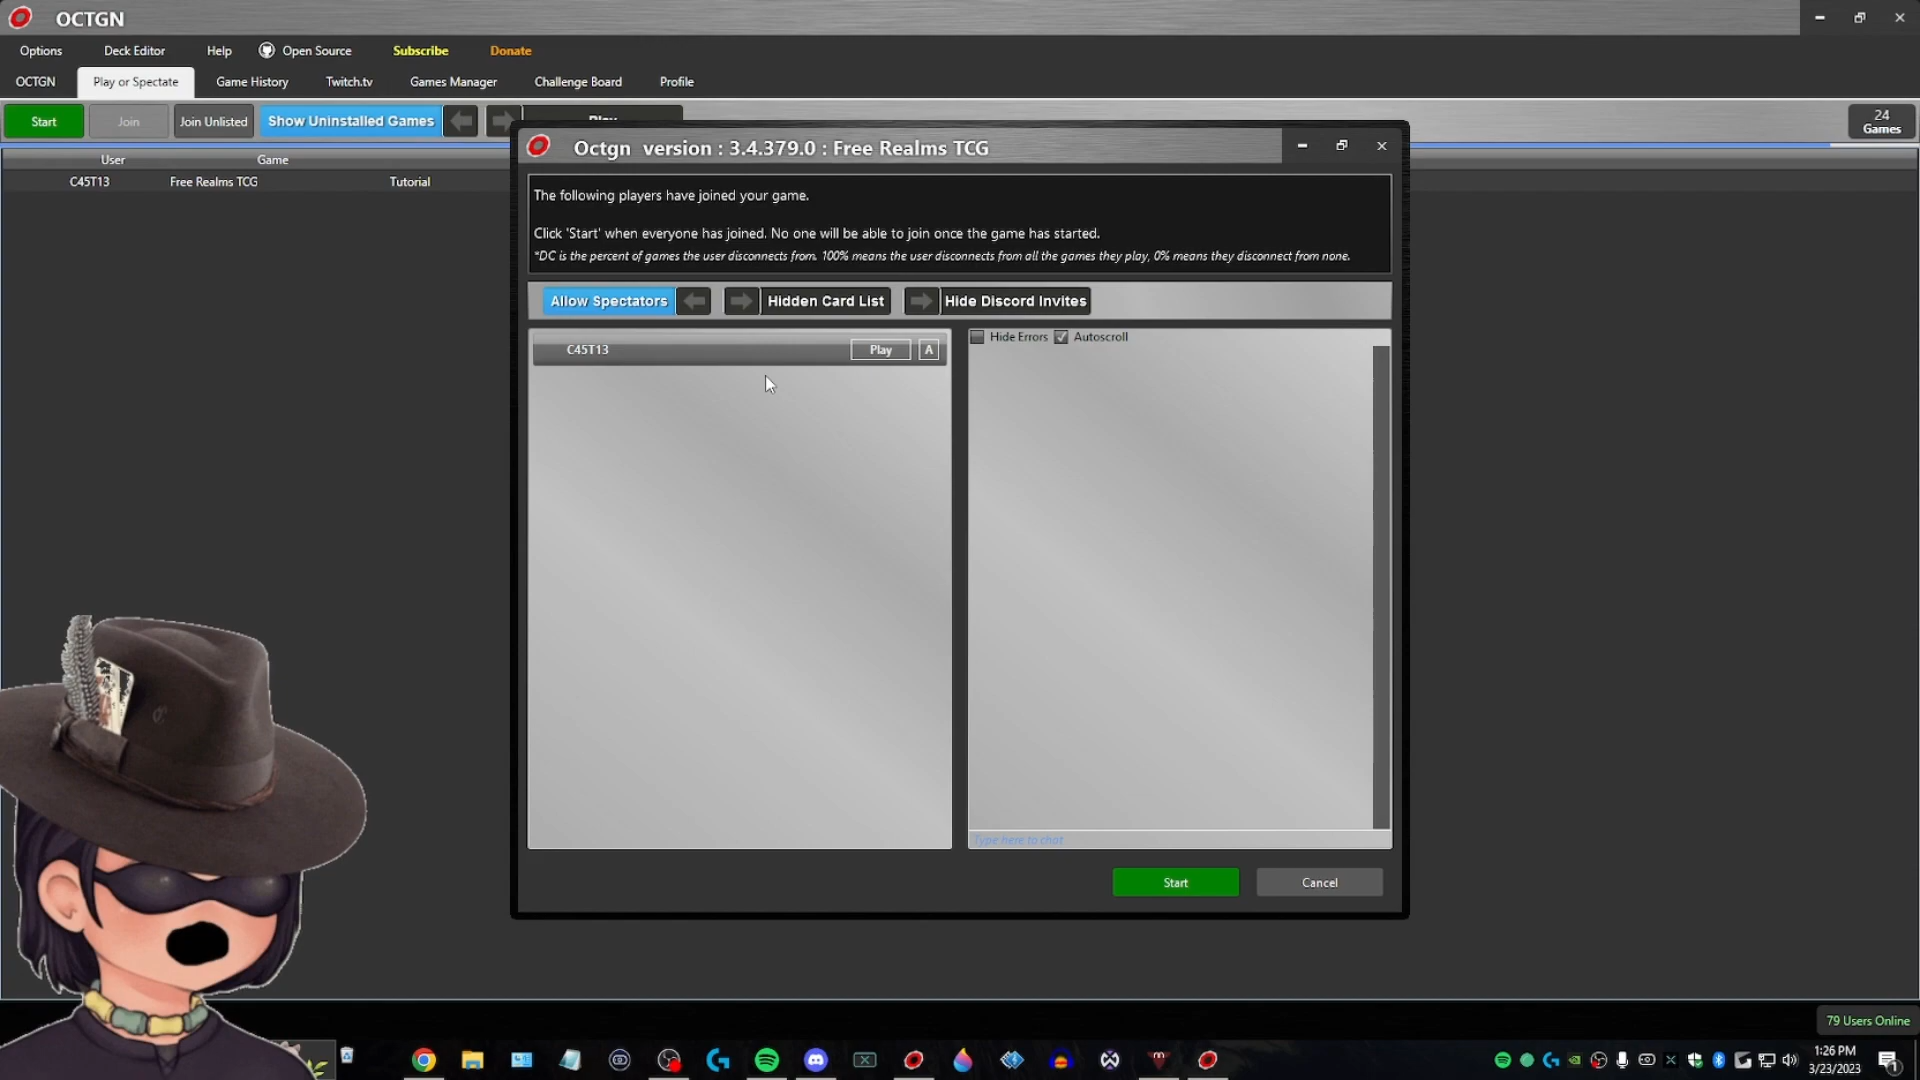 OCTGN
Options Deck Editor Help Open Source Subscribe Donate
OCTGN Play or Spectate Game History Twitch.tv Games Manager Challenge Board Profile
Start Join Join Unlisted Show Uninstalled Games 24 Games
User Game
C45T13 Free Realms TCG Tutorial
Octgn version : 3.4.379.0 : Free Realms TCG
The following players have joined your game.
Click 'Start' when everyone has joined. No one will be able to join once the game has started.
*DC is the percent of games the user disconnects from. 100% means the user disconnects from all the games they play, 0% means they disconnect from none.
Allow Spectators Hidden Card List Hide Discord Invites
Hide Errors Autoscroll
C45T13 Play A
Type here to chat
Start Cancel
79 Users Online
1:26 PM
3/23/2023
1